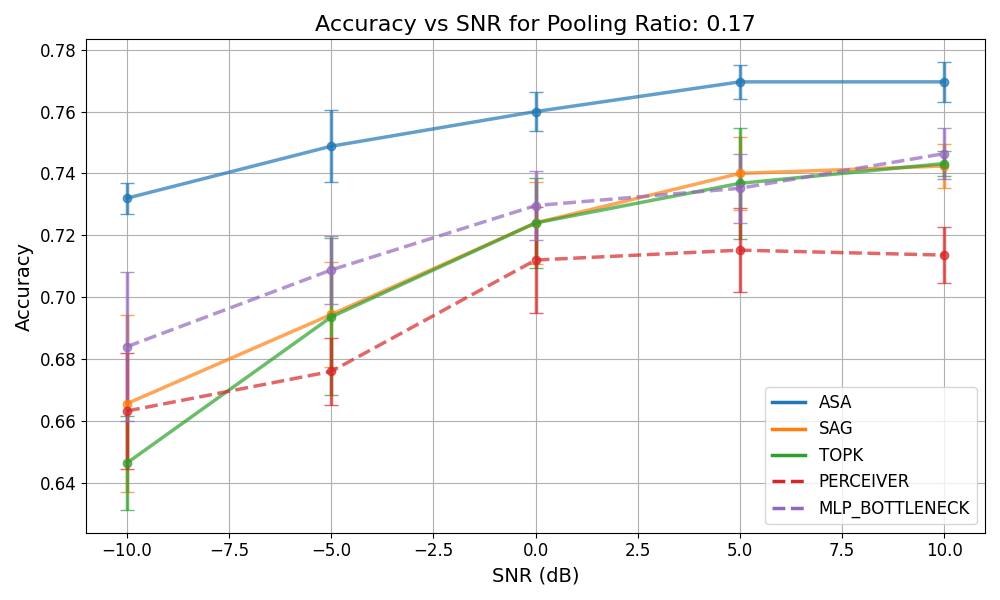 Accuracy vs SNR for Pooling Ratio: 0.17
0.78
0.76
0.74
0.72
0.70
0.68
0.66
0.64
Accuracy
ASA
SAG
TOPK
PERCEIVER
MLP_BOTTLENECK
−10.0 −7.5 −5.0 −2.5 0.0 2.5 5.0 7.5 10.0
SNR (dB)